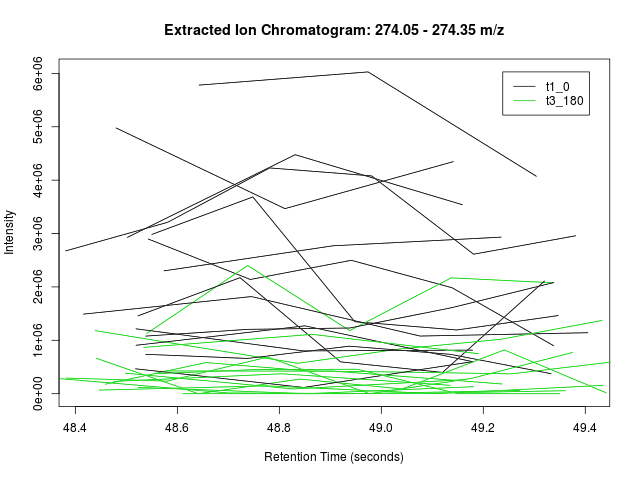 Extracted Ion Chromatogram: 274.05 - 274.35 m/z
t1_0
t3_180
6e+06
5e+06
4e+06
3e+06
2e+06
1e+06
0e+00
Intensity
48.4 48.6 48.8 49.0 49.2 49.4
Retention Time (seconds)